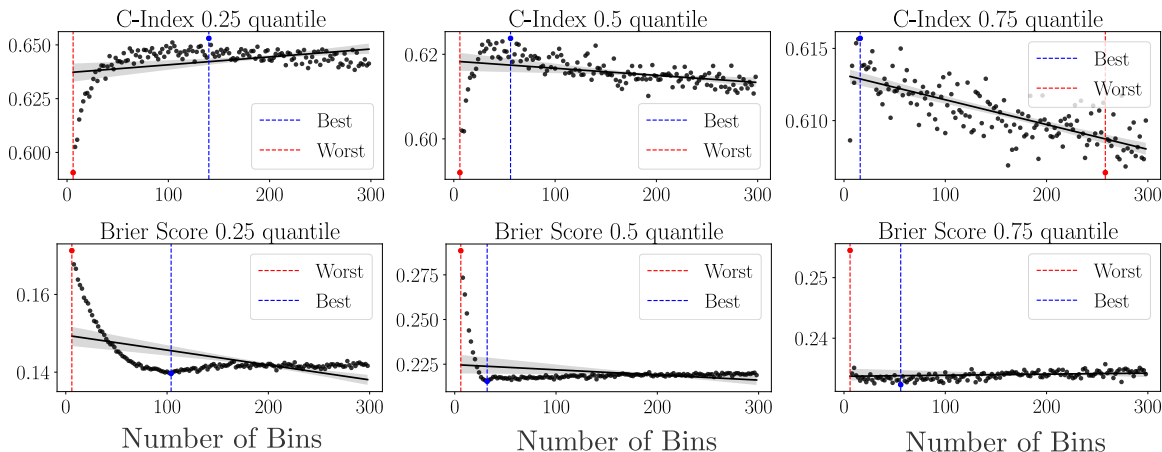 C-Index 0.25 quantile
0.650
0.625
0.600
Best
Worst
0 100 200 300
C-Index 0.5 quantile
0.62
0.60
Best
Worst
0 100 200 300
C-Index 0.75 quantile
0.615
0.610
Best
Worst
0 100 200 300
Brier Score 0.25 quantile
0.16
0.14
Worst
Best
0 100 200 300
Number of Bins
Brier Score 0.5 quantile
0.275
0.250
0.225
Worst
Best
0 100 200 300
Number of Bins
Brier Score 0.75 quantile
0.25
0.24
Worst
Best
0 100 200 300
Number of Bins